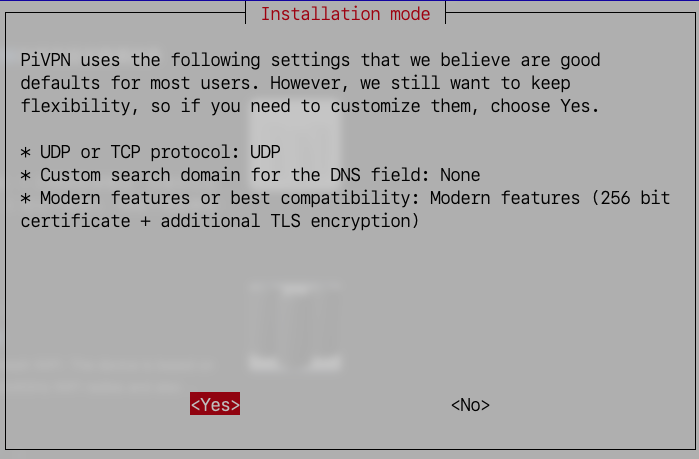 Installation mode
PiVPN uses the following settings that we believe are good
defaults for most users. However, we still want to keep
flexibility, so if you need to customize them, choose Yes.
* UDP or TCP protocol: UDP
* Custom search domain for the DNS field: None
* Modern features or best compatibility: Modern features (256 bit
certificate + additional TLS encryption)
<Yes> <No>